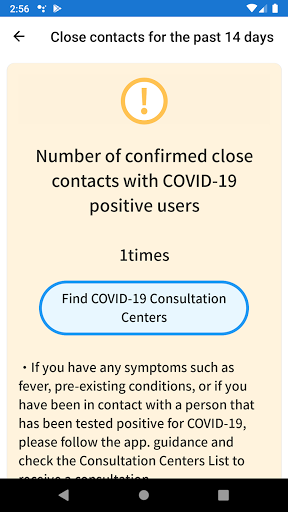 2:56
Close contacts for the past 14 days
Number of confirmed close
contacts with COVID-19
positive users
1times
Find COVID-19 Consultation
Centers
・If you have any symptoms such as
fever, pre-existing conditions, or if you
have been in contact with a person that
has been tested positive for COVID-19,
please follow the app. guidance and
check the Consultation Centers List to
receive a consultation